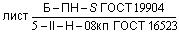 лист Б – ПН – S ГОСТ 19904
5 – II – Н – 08кп ГОСТ 16523